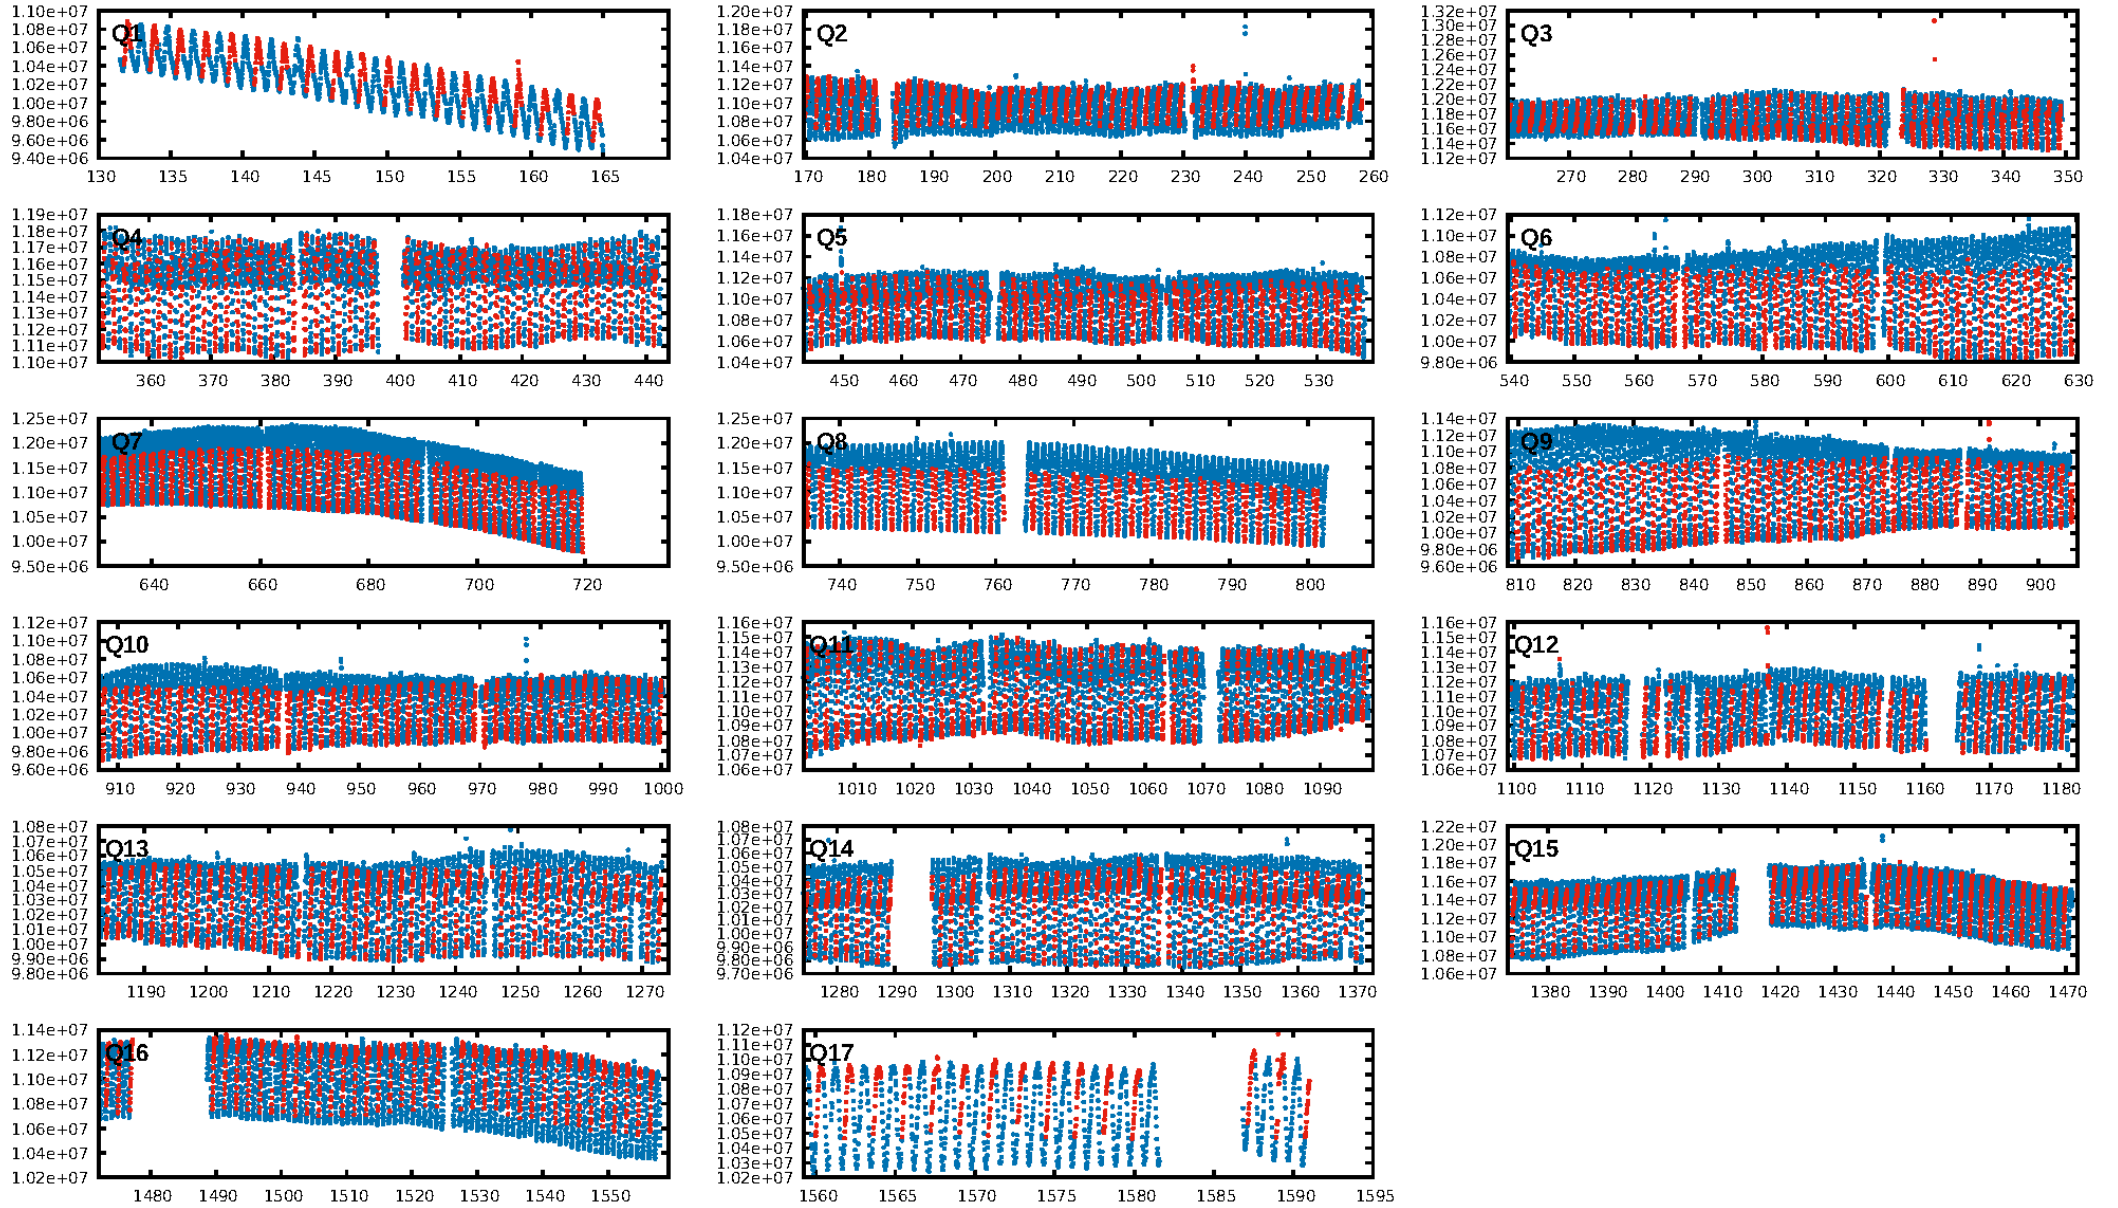 1.10e+07
1.08e+07
1.06e+07
1.04e+07
1.02e+07
1.00e+07
9.80e+06
9.60e+06
9.40e+06
Q1
130 135 140 145 150 155 160 165
1.20e+07
1.18e+07
1.16e+07
1.14e+07
1.12e+07
1.10e+07
1.08e+07
1.06e+07
1.04e+07
Q2
170 180 190 200 210 220 230 240 250 260
1.32e+07
1.30e+07
1.28e+07
1.26e+07
1.24e+07
1.22e+07
1.20e+07
1.18e+07
1.16e+07
1.14e+07
1.12e+07
Q3
270 280 290 300 310 320 330 340 350
1.19e+07
1.18e+07
1.17e+07
1.16e+07
1.15e+07
1.14e+07
1.13e+07
1.12e+07
1.11e+07
1.10e+07
Q4
360 370 380 390 400 410 420 430 440
1.18e+07
1.16e+07
1.14e+07
1.12e+07
1.10e+07
1.08e+07
1.06e+07
1.04e+07
Q5
450 460 470 480 490 500 510 520 530
1.12e+07
1.10e+07
1.08e+07
1.06e+07
1.04e+07
1.02e+07
1.00e+07
9.80e+06
Q6
540 550 560 570 580 590 600 610 620 630
1.25e+07
1.20e+07
1.15e+07
1.10e+07
1.05e+07
1.00e+07
9.50e+06
Q7
640 660 680 700 720
1.25e+07
1.20e+07
1.15e+07
1.10e+07
1.05e+07
1.00e+07
9.50e+06
Q8
740 750 760 770 780 790 800
1.14e+07
1.12e+07
1.10e+07
1.08e+07
1.06e+07
1.04e+07
1.02e+07
1.00e+07
9.80e+06
9.60e+06
Q9
810 820 830 840 850 860 870 880 890 900
1.12e+07
1.10e+07
1.08e+07
1.06e+07
1.04e+07
1.02e+07
1.00e+07
9.80e+06
9.60e+06
Q10
910 920 930 940 950 960 970 980 990 1000
1.16e+07
1.15e+07
1.14e+07
1.13e+07
1.12e+07
1.11e+07
1.10e+07
1.09e+07
1.08e+07
1.07e+07
1.06e+07
Q11
1010 1020 1030 1040 1050 1060 1070 1080 1090
1.16e+07
1.15e+07
1.14e+07
1.13e+07
1.12e+07
1.11e+07
1.10e+07
1.09e+07
1.08e+07
1.07e+07
1.06e+07
Q12
1100 1110 1120 1130 1140 1150 1160 1170 1180
1.08e+07
1.07e+07
1.06e+07
1.05e+07
1.04e+07
1.03e+07
1.02e+07
1.01e+07
1.00e+07
9.90e+06
9.80e+06
Q13
1190 1200 1210 1220 1230 1240 1250 1260 1270
1.08e+07
1.07e+07
1.06e+07
1.05e+07
1.04e+07
1.03e+07
1.02e+07
1.01e+07
1.00e+07
9.90e+06
9.80e+06
9.70e+06
Q14
1280 1290 1300 1310 1320 1330 1340 1350 1360 1370
1.22e+07
1.20e+07
1.18e+07
1.16e+07
1.14e+07
1.12e+07
1.10e+07
1.08e+07
1.06e+07
Q15
1380 1390 1400 1410 1420 1430 1440 1450 1460 1470
1.14e+07
1.12e+07
1.10e+07
1.08e+07
1.06e+07
1.04e+07
1.02e+07
Q16
1480 1490 1500 1510 1520 1530 1540 1550
1.12e+07
1.11e+07
1.10e+07
1.09e+07
1.08e+07
1.07e+07
1.06e+07
1.05e+07
1.04e+07
1.03e+07
1.02e+07
Q17
1560 1565 1570 1575 1580 1585 1590 1595